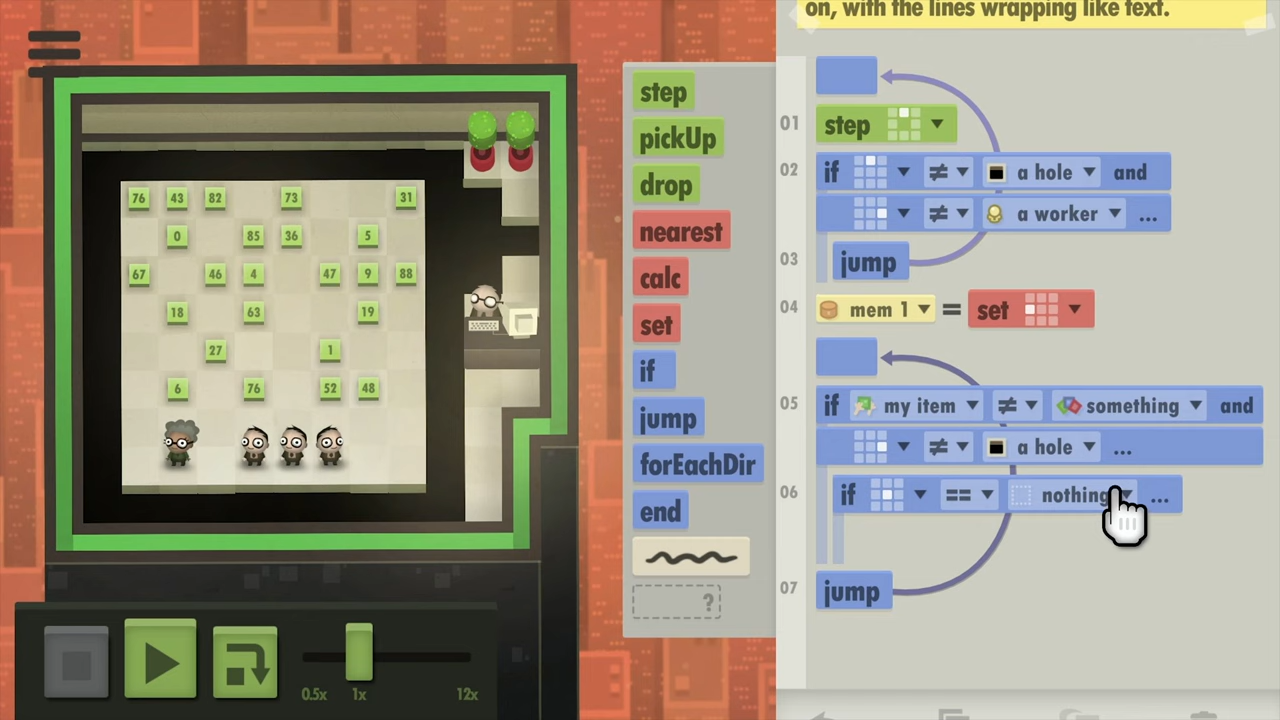 on, with the lines wrapping like text.
76 43 82 73 31
0 85 36 5
67 46 4 47 9 88
18 63 19
27 1
6 76 52 48
0.5x 1x 12x
step
pickUp
drop
nearest
calc
set
if
jump
forEachDir
end
?
01 step
02 if ≠ a hole and
≠ a worker ...
03 jump
04 mem 1 = set
05 if my item ≠ something and
≠ a hole ...
06 if == nothing ...
07 jump